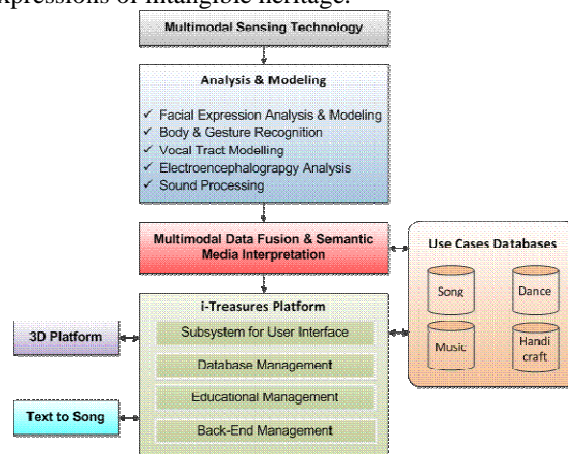 xpressions of intangible heritage.
Multimodal Sensing Technology
Analysis & Modeling
✓ Facial Expression Analysis & Modeling
✓ Body & Gesture Recognition
✓ Vocal Tract Modelling
✓ Electroencephalograpgy Analysis
✓ Sound Processing
Multimodal Data Fusion & Semantic
Media Interpretation
Use Cases Databases
Song
Dance
Music
Handi
craft
i-Treasures Platform
Subsystem for User Interface
Database Management
Educational Management
Back-End Management
3D Platform
Text to Song